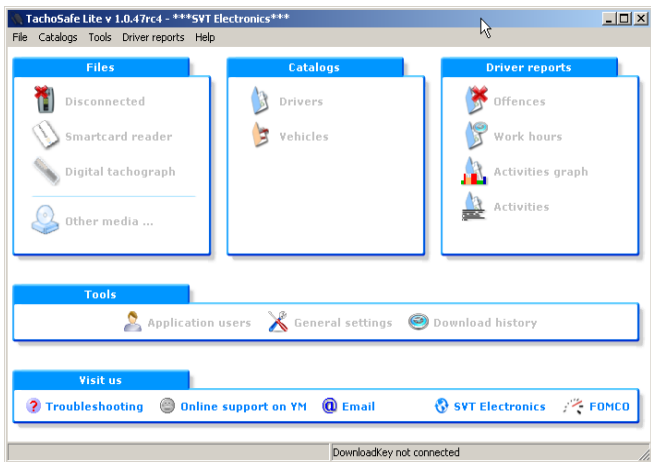 TachoSafe Lite v 1.0.47rc4 - ***SVT Electronics***
File Catalogs Tools Driver reports Help
Files
Disconnected
Smartcard reader
Digital tachograph
Other media ...
Catalogs
Drivers
Vehicles
Driver reports
Offences
Work hours
Activities graph
Activities
Tools
Application users General settings Download history
Visit us
Troubleshooting Online support on YM Email SVT Electronics FOMCO
DownloadKey not connected